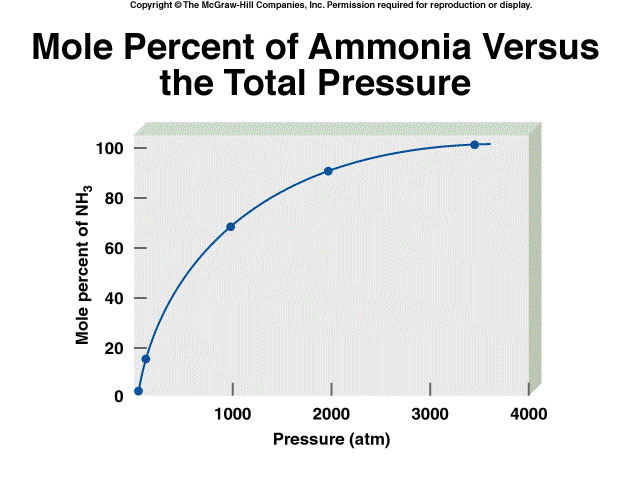 Copyright © The McGraw-Hill Companies, Inc. Permission required for reproduction or display.
Mole Percent of Ammonia Versus
the Total Pressure
100
80
60
40
20
0
Mole percent of NH₃
1000 2000 3000 4000
Pressure (atm)